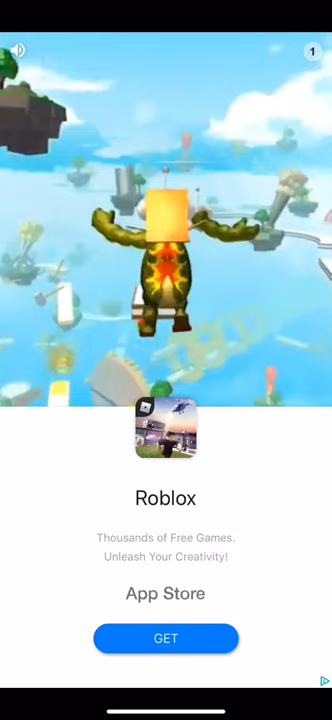 1
Roblox
Thousands of Free Games.
Unleash Your Creativity!
App Store
GET